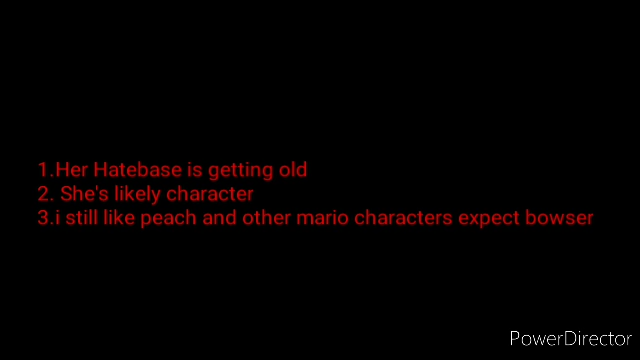 1.Her Hatebase is getting old
2. She's likely character
3.i still like peach and other mario characters expect bowser
PowerDirector